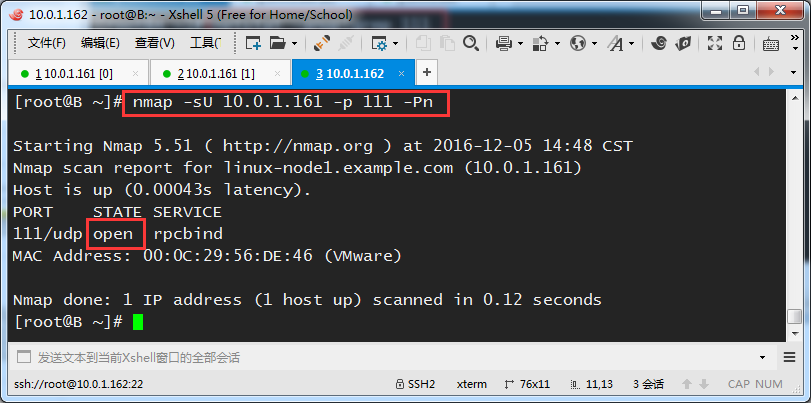 10.0.1.162 - root@B:~ - Xshell 5 (Free for Home/School)
文件(F) 编辑(E) 查看(V) 工具(
1 10.0.1.161 [0] × 2 10.0.1.161 [1] × 3 10.0.1.162 × +
[root@B ~]# nmap -sU 10.0.1.161 -p 111 -Pn
Starting Nmap 5.51 ( http://nmap.org ) at 2016-12-05 14:48 CST
Nmap scan report for linux-node1.example.com (10.0.1.161)
Host is up (0.00043s latency).
PORT STATE SERVICE
111/udp open rpcbind
MAC Address: 00:0C:29:56:DE:46 (VMware)
Nmap done: 1 IP address (1 host up) scanned in 0.12 seconds
[root@B ~]#
发送文本到当前Xshell窗口的全部会话
ssh://root@10.0.1.162:22 SSH2 xterm 76x11 11,13 3 会话 CAP NUM